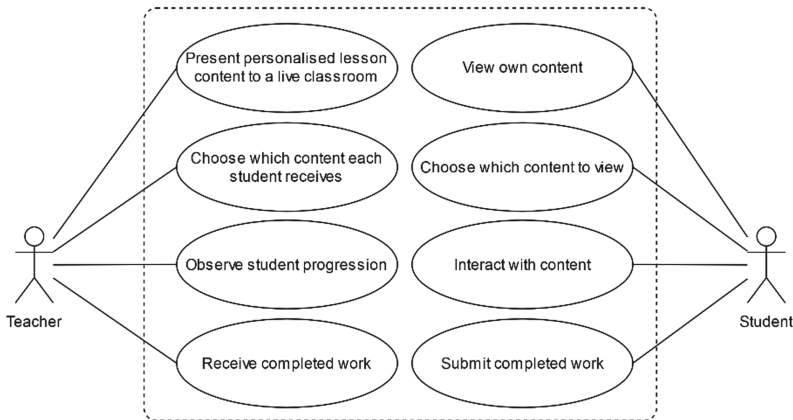 Present personalised lesson
content to a live classroom
View own content
Choose which content each
student receives
Choose which content to view
Observe student progression
Interact with content
Teacher
Student
Receive completed work
Submit completed work